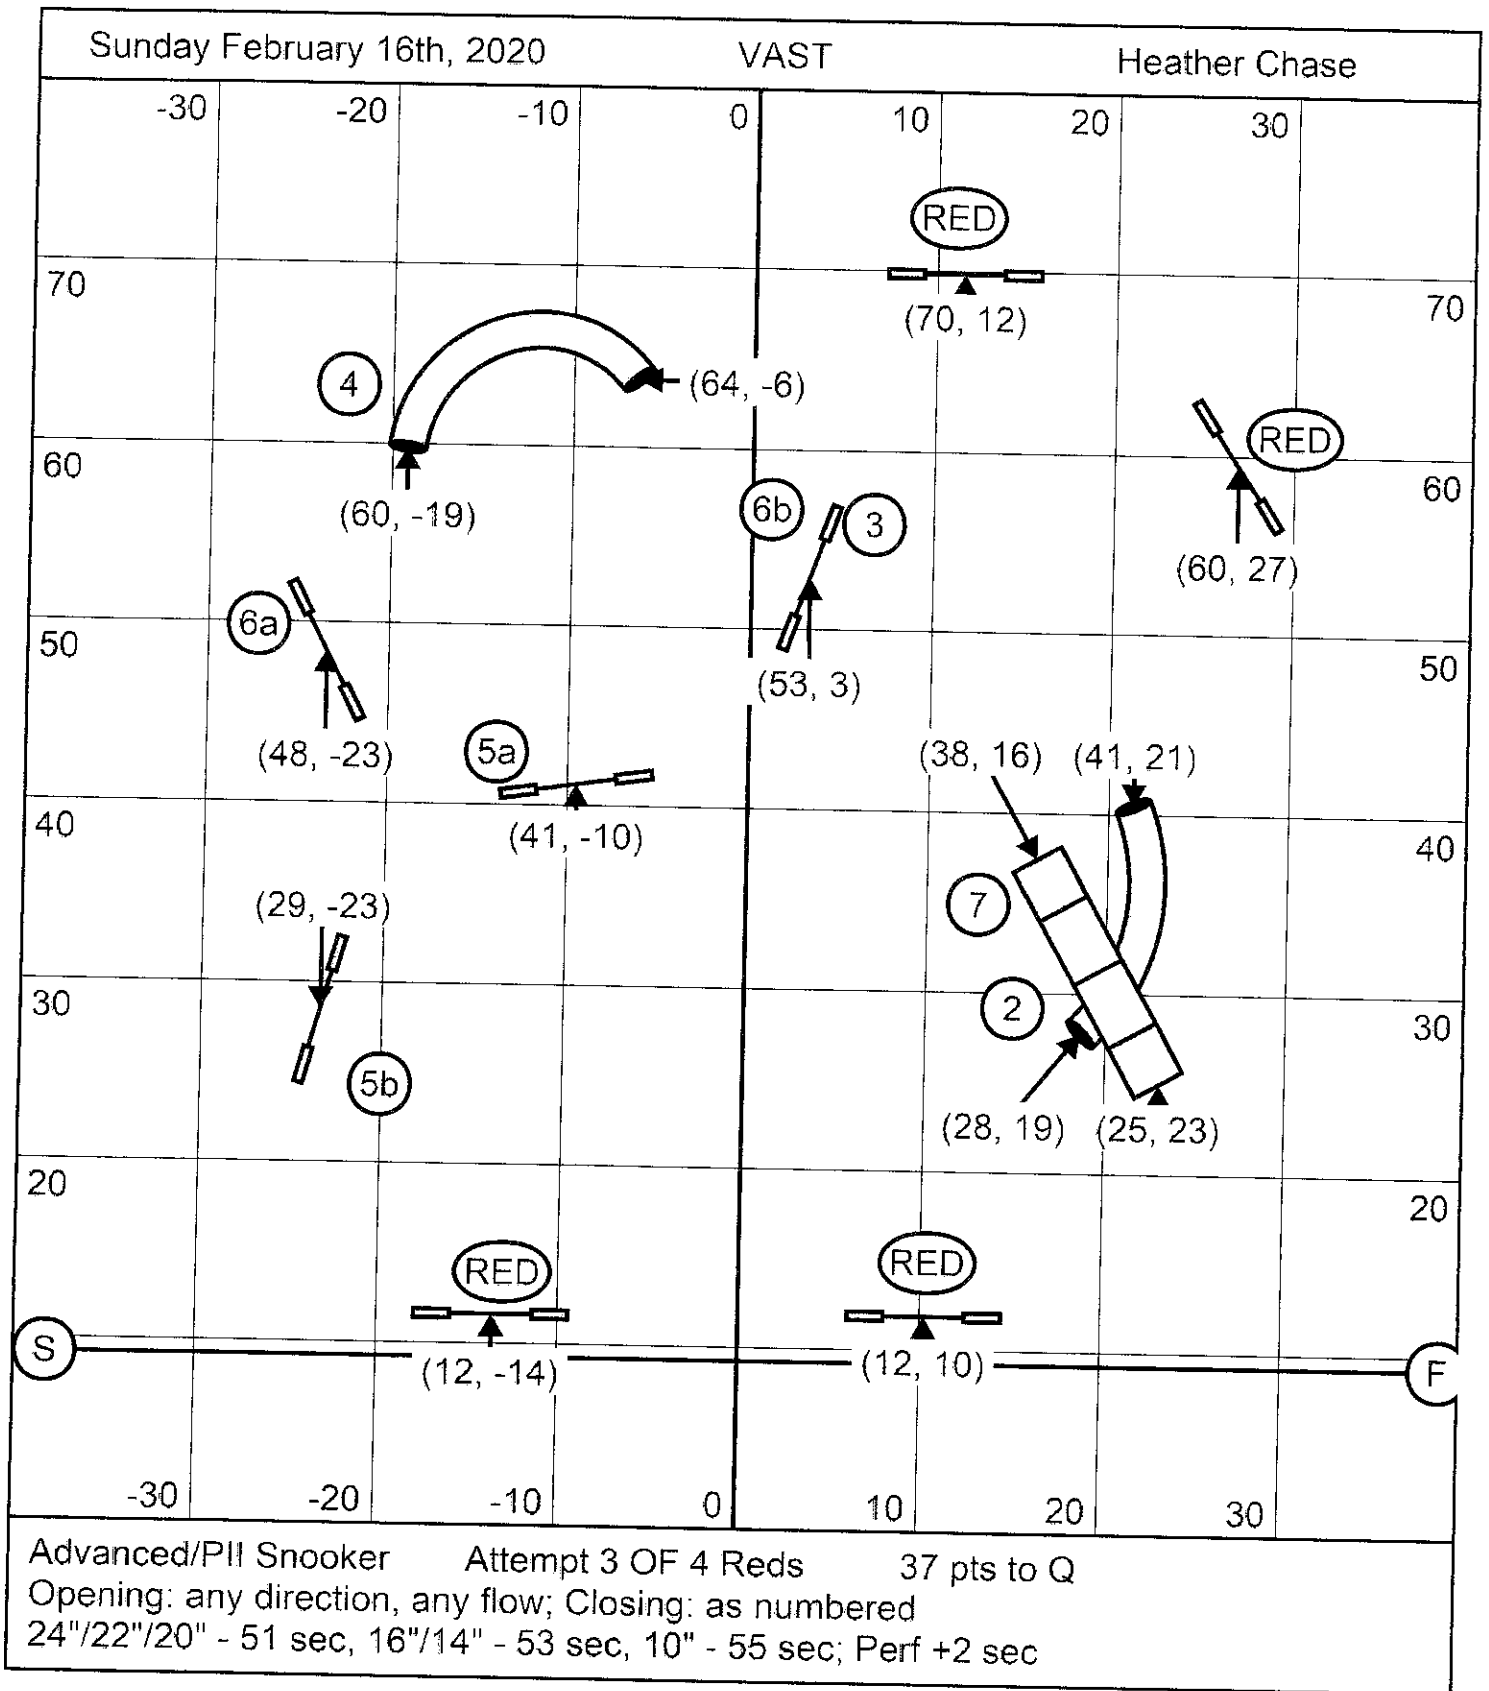 Sunday February 16th, 2020 VAST Heather Chase
-30 -20 -10 0 10 20 30
RED
70 70
(70, 12)
4 (64, -6)
RED
60 60
(60, -19) 6b 3
(60, 27)
6a
50 50
(53, 3)
(48, -23) 5a (38, 16) (41, 21)
40 40
(41, -10)
(29, -23) 7
30 2 30
5b
(28, 19) (25, 23)
20 20
RED RED
S F
(12, -14) (12, 10)
-30 -20 -10 0 10 20 30
Advanced/PII Snooker Attempt 3 OF 4 Reds 37 pts to Q
Opening: any direction, any flow; Closing: as numbered
24"/22"/20" - 51 sec, 16"/14" - 53 sec, 10" - 55 sec; Perf +2 sec